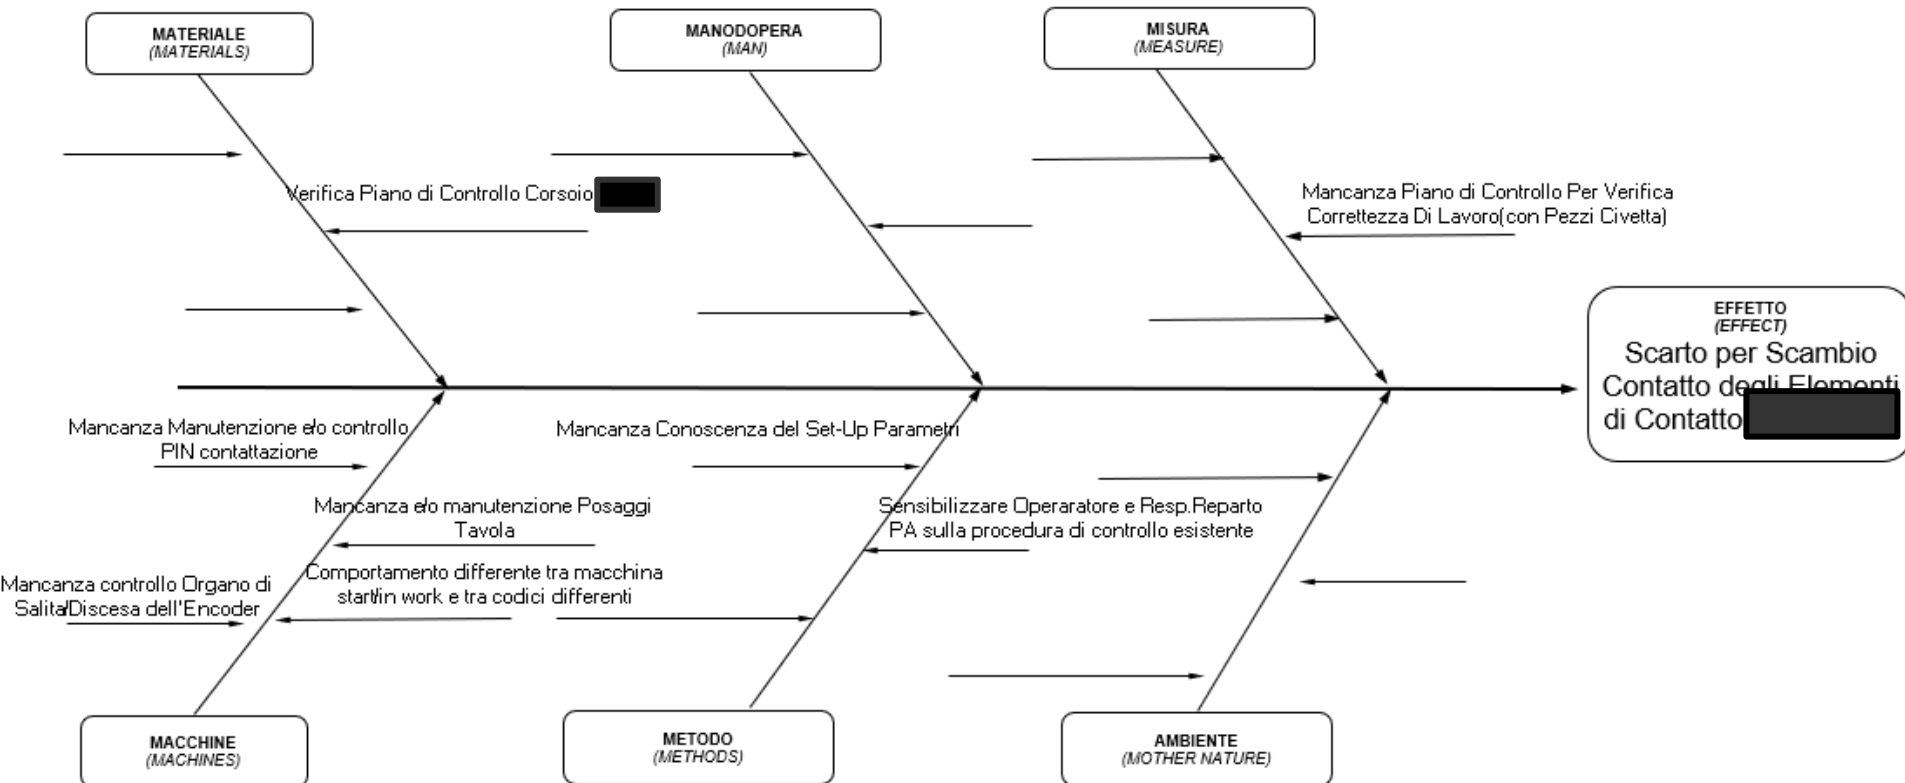 MATERIALE
(MATERIALS)
MANODOPERA
(MAN)
MISURA
(MEASURE)
Verifica Piano di Controllo Corsoio
Mancanza Piano di Controllo Per Verifica
Correttezza Di Lavoro(con Pezzi Civetta)
EFFETTO
(EFFECT)
Scarto per Scambio
Contatto degli Elementi
di Contatto
Mancanza Manutenzione e/o controllo
PIN contattazione
Mancanza Conoscenza del Set-Up Parametri
Mancanza e/o manutenzione Posaggi
Tavola
Sensibilizzare Operaratore e Resp.Reparto
PA sulla procedura di controllo esistente
Mancanza controllo Organo di
Salita/Discesa dell'Encoder
Comportamento differente tra macchina
start/in work e tra codici differenti
MACCHINE
(MACHINES)
METODO
(METHODS)
AMBIENTE
(MOTHER NATURE)